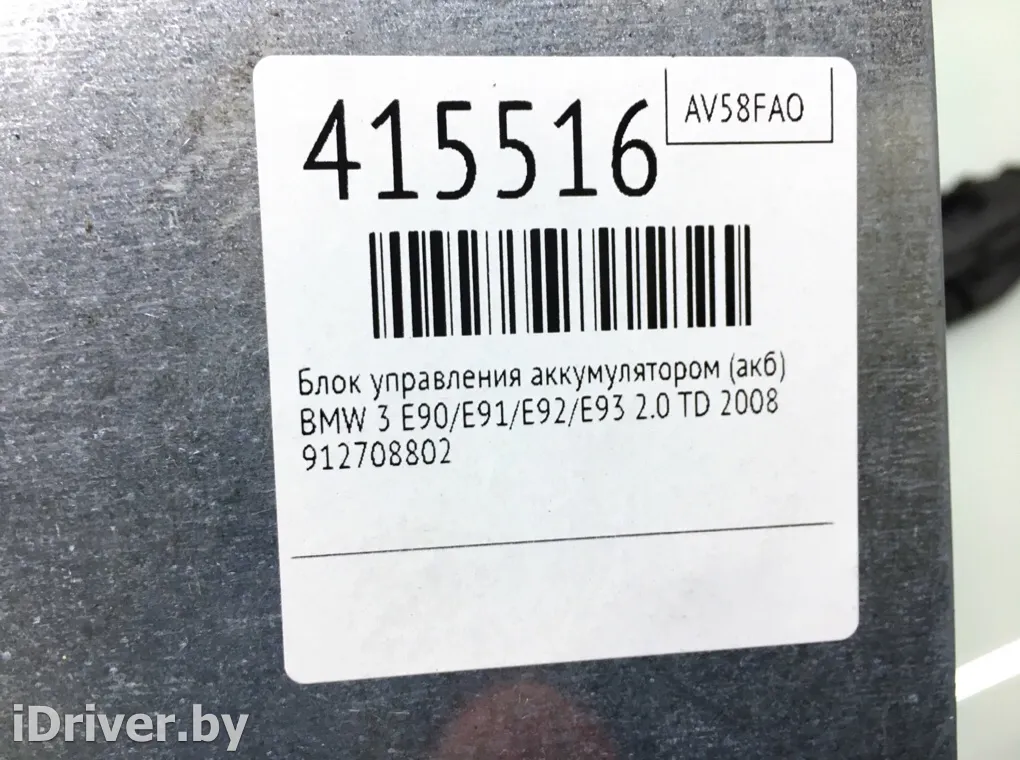 415516
AV58FAO
Блок управления аккумулятором (акб)
BMW 3 E90/E91/E92/E93 2.0 TD 2008
912708802
iDriver.by